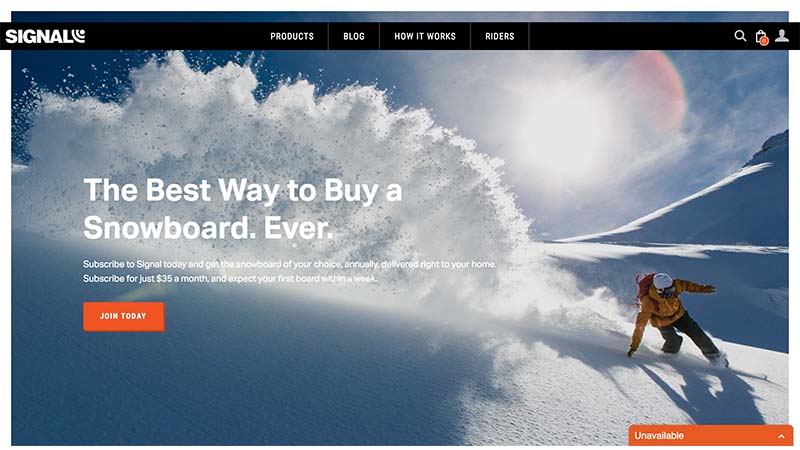 SIGNAL
PRODUCTS
BLOG
HOW IT WORKS
RIDERS
The Best Way to Buy a
Snowboard. Ever.
Subscribe to Signal today and get the snowboard of your choice, annually, delivered right to your home.
Subscribe for just $35 a month, and expect your first board within a week.
JOIN TODAY
Unavailable